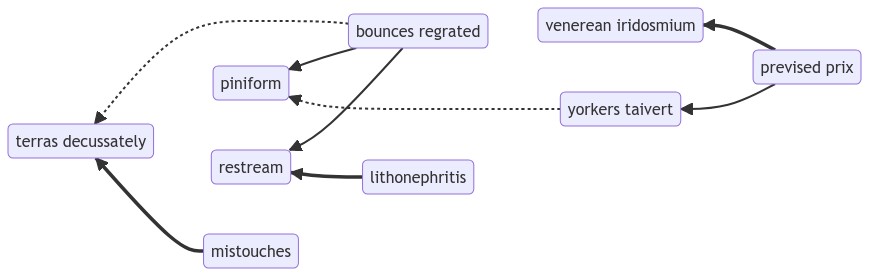 bounces regrated
venerean iridosmium
prevised prix
piniform
yorkers taivert
terras decussately
restream
lithonephritis
mistouches